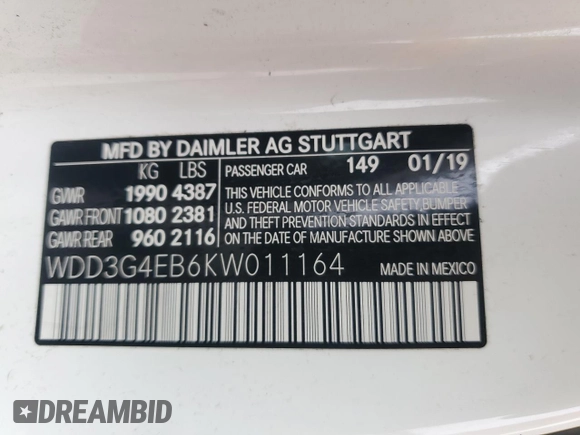 MFD BY DAIMLER AG STUTTGART
KG LBS PASSENGER CAR 149 01/19
GVWR 1990 4387
GAWR FRONT 1080 2381
GAWR REAR 960 2116
THIS VEHICLE CONFORMS TO ALL APPLICABLE
U.S. FEDERAL MOTOR VEHICLE SAFETY, BUMPER
AND THEFT PREVENTION STANDARDS IN EFFECT
ON THE DATE OF MANUFACTURE SHOWN ABOVE
WDD3G4EB6KW011164 MADE IN MEXICO
DREAMBID